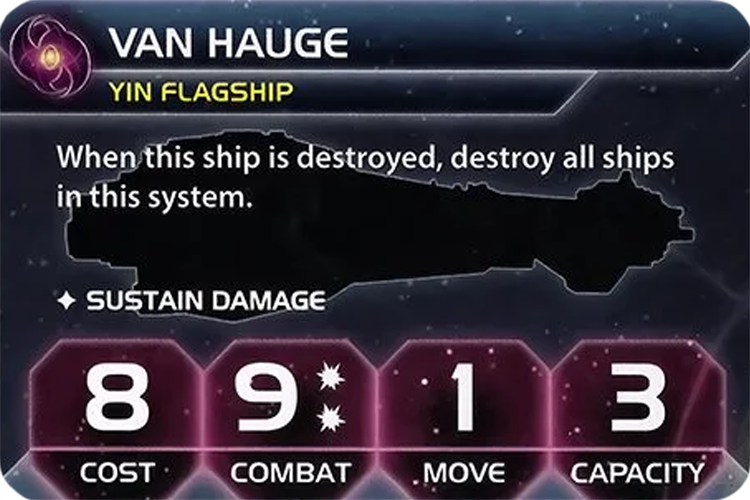 VAN HAUGE
YIN FLAGSHIP
When this ship is destroyed, destroy all ships
in this system.
SUSTAIN DAMAGE
8 9 1 3
COST COMBAT MOVE CAPACITY